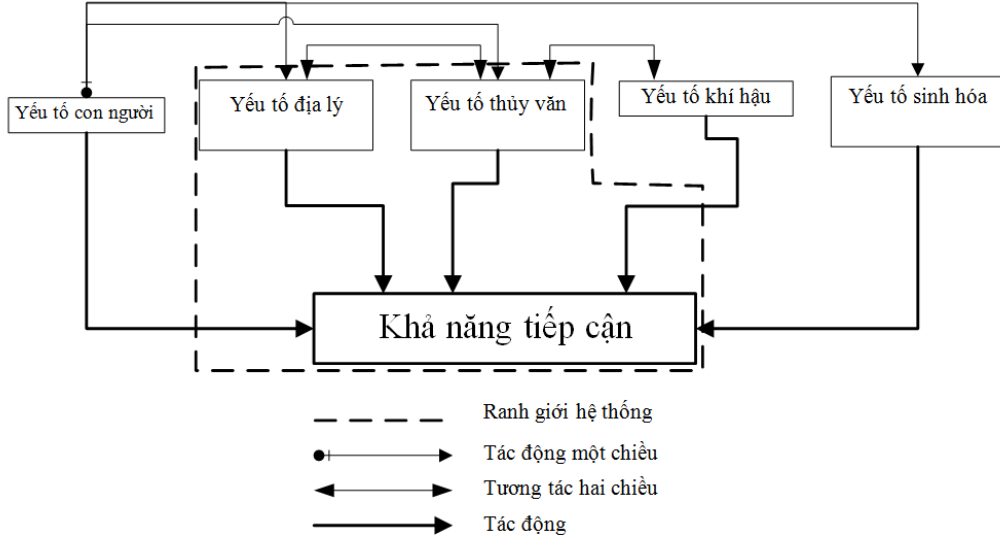 Yếu tố con người
Yếu tố địa lý
Yếu tố thủy văn
Yếu tố khí hậu
Yếu tố sinh hóa
Khả năng tiếp cận
Ranh giới hệ thống
Tác động một chiều
Tương tác hai chiều
Tác động